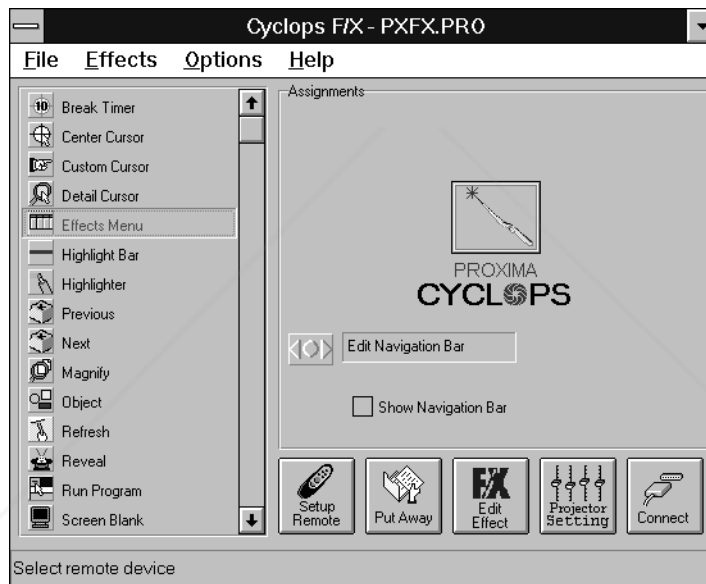 Cyclops F/X - PXFX.PRO
File Effects Options Help
10 Break Timer
Center Cursor
Custom Cursor
Detail Cursor
Effects Menu
Highlight Bar
Highlighter
Previous
Next
Magnify
Object
Refresh
Reveal
Run Program
Screen Blank
Assignments
PROXIMA
CYCLOPS
Edit Navigation Bar
Show Navigation Bar
Setup
Remote
Put Away
F/X
Edit
Effect
Projector
Setting
Connect
Select remote device